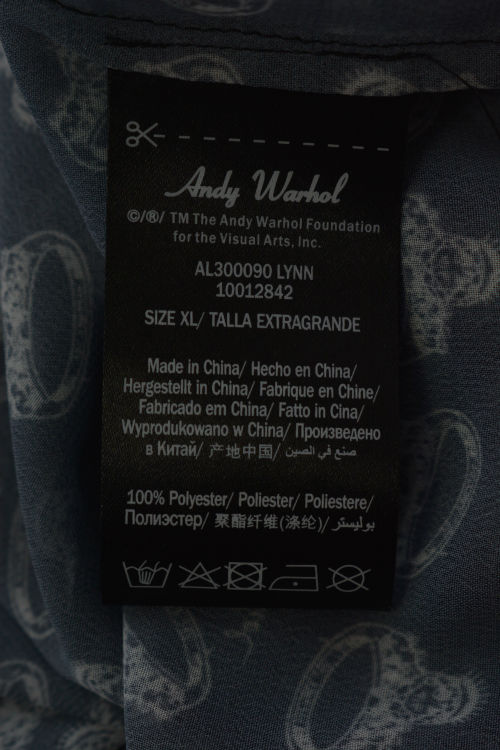 Andy Warhol
©/®/ TM The Andy Warhol Foundation
for the Visual Arts, Inc.
AL300090 LYNN
10012842
SIZE XL/ TALLA EXTRAGRANDE
Made in China/ Hecho en China/
Hergestellt in China/ Fabrique en Chine/
Fabricado em China/ Fatto in Cina/
Wyprodukowano w China/ Произведено
в Китай/ 产地中国/ صنع في الصين
100% Polyester/ Poliester/ Poliestere/
Полиэстер/ 聚酯纤维(涤纶)/ بوليستر/